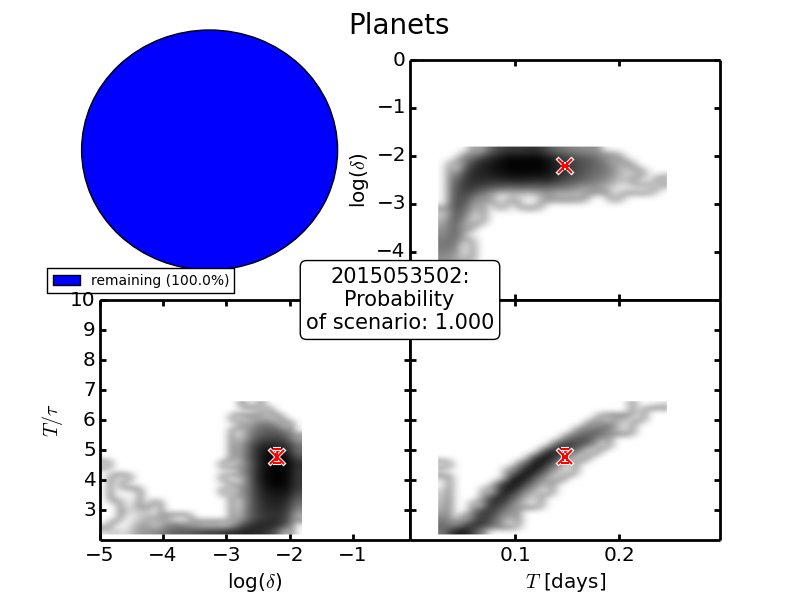 Planets
0
−1
−2
−3
−4
log(δ)
remaining (100.0%)
2015053502:
Probability
of scenario: 1.000
10
9
8
7
6
5
4
3
T/τ
−5 −4 −3 −2 −1
log(δ)
0.1 0.2
T [days]